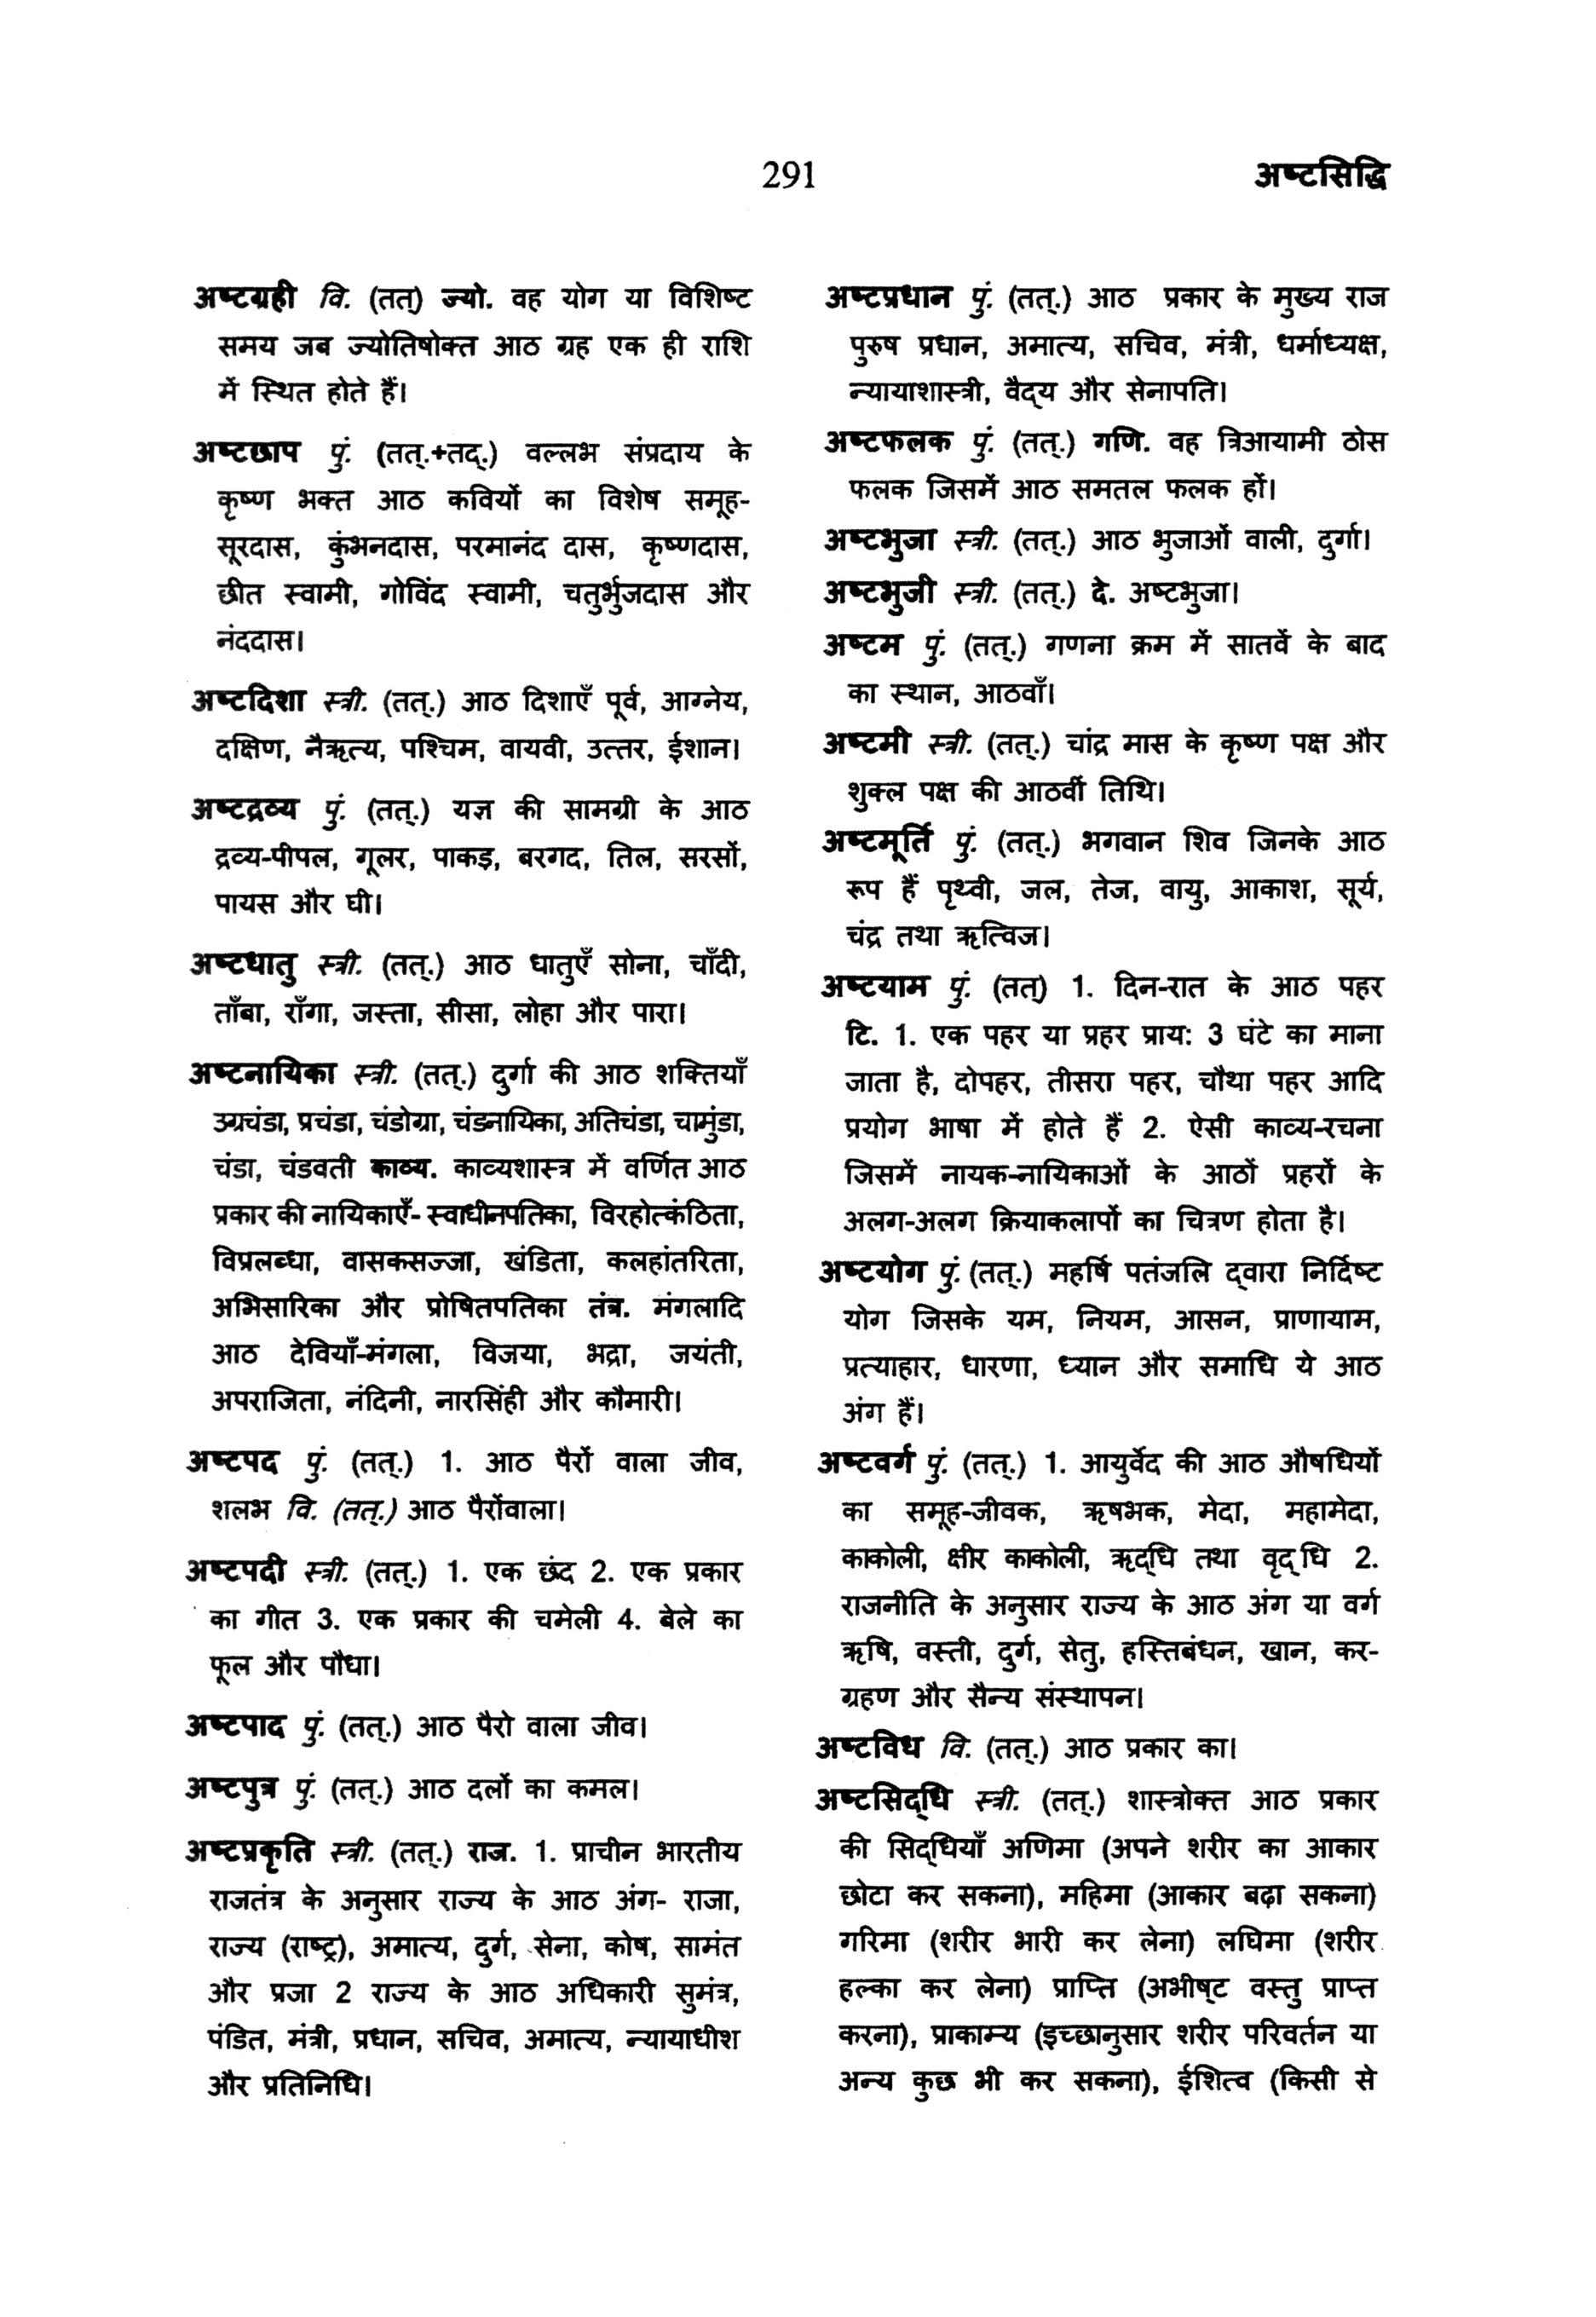 291
अष्टसिद्धि
अष्टग्रही वि. (तत्) ज्यो. वह योग या विशिष्ट
समय जब ज्योतिषोक्त आठ ग्रह एक ही राशि
में स्थित होते हैं।
अष्टछाप पुं. (तत्.+तद्.) वल्लभ संप्रदाय के
कृष्ण भक्त आठ कवियों का विशेष समूह-
सूरदास, कुंभनदास, परमानंद दास, कृष्णदास,
छीत स्वामी, गोविंद स्वामी, चतुर्भुजदास और
नंददास।
अष्टदिशा स्त्री. (तत्.) आठ दिशाएँ पूर्व, आग्नेय,
दक्षिण, नैऋत्य, पश्चिम, वायवी, उत्तर, ईशान।
अष्टद्रव्य पुं. (तत्.) यज्ञ की सामग्री के आठ
द्रव्य-पीपल, गूलर, पाकड़, बरगद, तिल, सरसों,
पायस और घी।
अष्टधातु स्त्री. (तत्.) आठ धातुएँ सोना, चाँदी,
ताँबा, राँगा, जस्ता, सीसा, लोहा और पारा।
अष्टनायिका स्त्री. (तत्.) दुर्गा की आठ शक्तियाँ
उग्रचंडा, प्रचंडा, चंडोग्रा, चंडनायिका, अतिचंडा, चामुंडा,
चंडा, चंडवती काव्य. काव्यशास्त्र में वर्णित आठ
प्रकार की नायिकाएँ- स्वाधीनपतिका, विरहोत्कंठिता,
विप्रलब्धा, वासकसज्जा, खंडिता, कलहांतरिता,
अभिसारिका और प्रोषितपतिका तंत्र. मंगलादि
आठ देवियाँ-मंगला, विजया, भद्रा, जयंती,
अपराजिता, नंदिनी, नारसिंही और कौमारी।
अष्टपद पुं. (तत्.) 1. आठ पैरों वाला जीव,
शलभ वि. (तत्.) आठ पैरोंवाला।
अष्टपदी स्त्री. (तत्.) 1. एक छंद 2. एक प्रकार
का गीत 3. एक प्रकार की चमेली 4. बेले का
फूल और पौधा।
अष्टपाद पुं. (तत्.) आठ पैरो वाला जीव।
अष्टपुत्र पुं. (तत्.) आठ दलों का कमल।
अष्टप्रकृति स्त्री. (तत्.) राज. 1. प्राचीन भारतीय
राजतंत्र के अनुसार राज्य के आठ अंग- राजा,
राज्य (राष्ट्र), अमात्य, दुर्ग, सेना, कोष, सामंत
और प्रजा 2 राज्य के आठ अधिकारी सुमंत्र,
पंडित, मंत्री, प्रधान, सचिव, अमात्य, न्यायाधीश
और प्रतिनिधि।
अष्टप्रधान पुं. (तत्.) आठ प्रकार के मुख्य राज
पुरुष प्रधान, अमात्य, सचिव, मंत्री, धर्माध्यक्ष,
न्यायाशास्त्री, वैद्‌य और सेनापति।
अष्टफलक पुं. (तत्.) गणि. वह त्रिआयामी ठोस
फलक जिसमें आठ समतल फलक हों।
अष्टभुजा स्त्री. (तत्.) आठ भुजाओं वाली, दुर्गा।
अष्टभुजी स्त्री. (तत्.) दे. अष्टभुजा।
अष्टम पुं. (तत्.) गणना क्रम में सातवें के बाद
का स्थान, आठवाँ।
अष्टमी स्त्री. (तत्.) चांद्र मास के कृष्ण पक्ष और
शुक्ल पक्ष की आठवीं तिथि।
अष्टमूर्ति पुं. (तत्.) भगवान शिव जिनके आठ
रूप हैं पृथ्वी, जल, तेज, वायु, आकाश, सूर्य,
चंद्र तथा ऋत्विज।
अष्टयाम पुं. (तत्) 1. दिन-रात के आठ पहर
टि. 1. एक पहर या प्रहर प्राय: 3 घंटे का माना
जाता है, दोपहर, तीसरा पहर, चौथा पहर आदि
प्रयोग भाषा में होते हैं 2. ऐसी काव्य-रचना
जिसमें नायक-नायिकाओं के आठों प्रहरों के
अलग-अलग क्रियाकलापों का चित्रण होता है।
अष्टयोग पुं. (तत्.) महर्षि पतंजलि द्‌वारा निर्दिष्ट
योग जिसके यम, नियम, आसन, प्राणायाम,
प्रत्याहार, धारणा, ध्यान और समाधि ये आठ
अंग हैं।
अष्टवर्ग पुं. (तत्.) 1. आयुर्वेद की आठ औषधियों
का समूह-जीवक, ऋषभक, मेदा, महामेदा,
काकोली, क्षीर काकोली, ऋद्‌धि तथा वृद्‌धि 2.
राजनीति के अनुसार राज्य के आठ अंग या वर्ग
ऋषि, वस्ती, दुर्ग, सेतु, हस्तिबंधन, खान, कर-
ग्रहण और सैन्य संस्थापन।
अष्टविध वि. (तत्.) आठ प्रकार का।
अष्टसिद्‌धि स्त्री. (तत्.) शास्त्रोक्त आठ प्रकार
की सिद्‌धियाँ अणिमा (अपने शरीर का आकार
छोटा कर सकना), महिमा (आकार बढ़ा सकना)
गरिमा (शरीर भारी कर लेना) लघिमा (शरीर
हल्का कर लेना) प्राप्ति (अभीष्‌ट वस्तु प्राप्त
करना), प्राकाम्य (इच्छानुसार शरीर परिवर्तन या
अन्य कुछ भी कर सकना), ईशित्व (किसी से